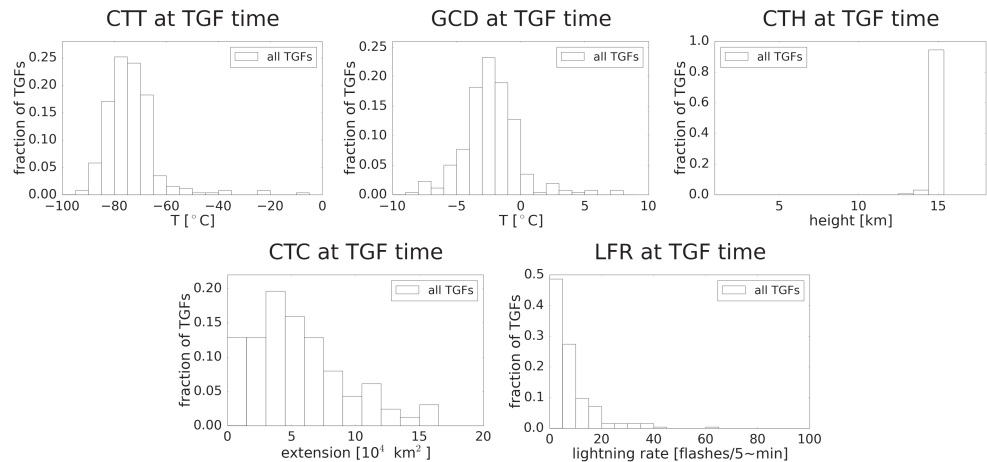 CTT at TGF time
fraction of TGFs
0.25
0.20
0.15
0.10
0.05
0.00
all TGFs
−100 −80 −60 −40 −20 0
T [°C]
GCD at TGF time
fraction of TGFs
0.25
0.20
0.15
0.10
0.05
0.00
all TGFs
−10 −5 0 5 10
T [°C]
CTH at TGF time
fraction of TGFs
1.0
0.8
0.6
0.4
0.2
0.0
all TGFs
5 10 15
height [km]
CTC at TGF time
fraction of TGFs
0.20
0.15
0.10
0.05
0.00
all TGFs
0 5 10 15 20
extension [10⁴ km²]
LFR at TGF time
fraction of TGFs
0.5
0.4
0.3
0.2
0.1
0.0
all TGFs
0 20 40 60 80 100
lightning rate [flashes/5~min]